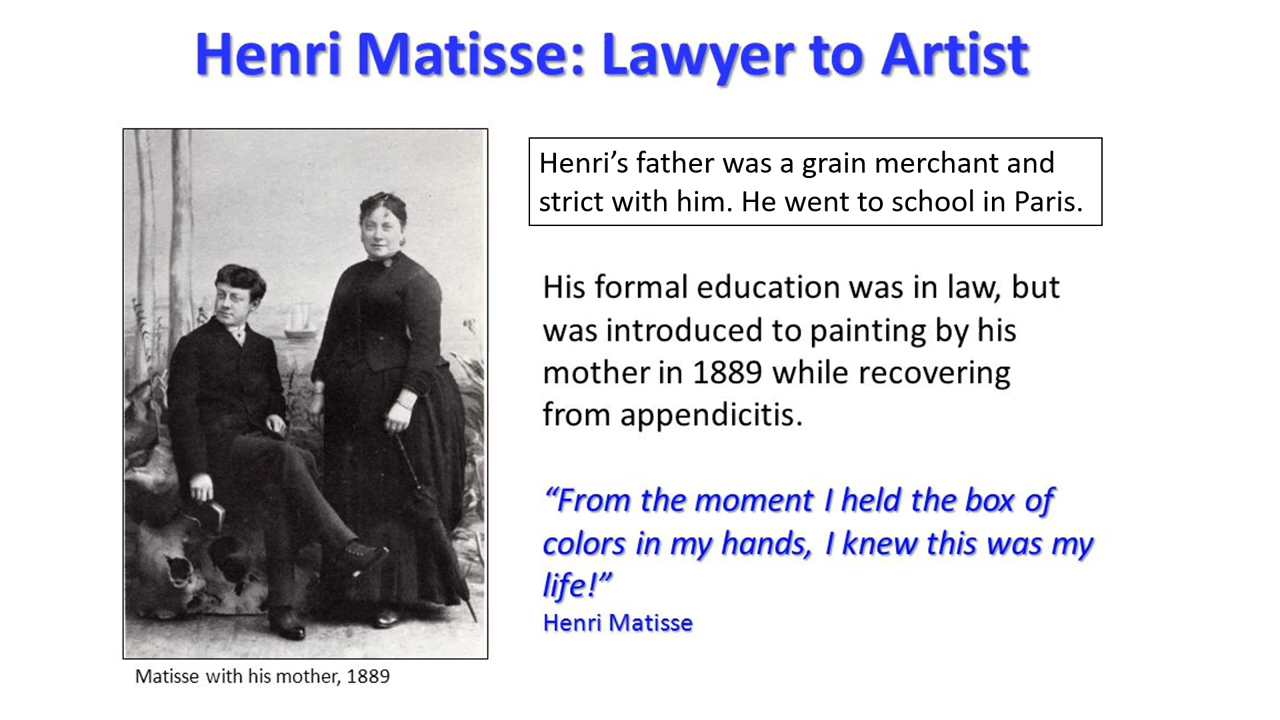 Henri Matisse: Lawyer to Artist
Henri’s father was a grain merchant and
strict with him. He went to school in Paris.
His formal education was in law, but
was introduced to painting by his
mother in 1889 while recovering
from appendicitis.
“From the moment I held the box of
colors in my hands, I knew this was my
life!”
Henri Matisse
Matisse with his mother, 1889